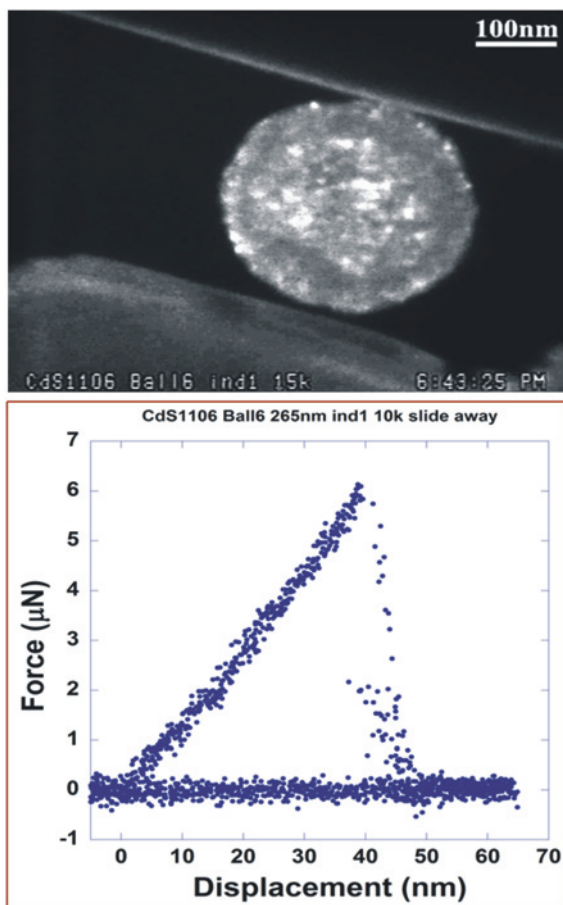 100nm
CdS1106 Ball6 ind1 15k 6:43:25 PM
CdS1106 Ball6 265nm ind1 10k slide away
7
6
5
4
3
2
1
0
-1
Force (μN)
0 10 20 30 40 50 60 70
Displacement (nm)